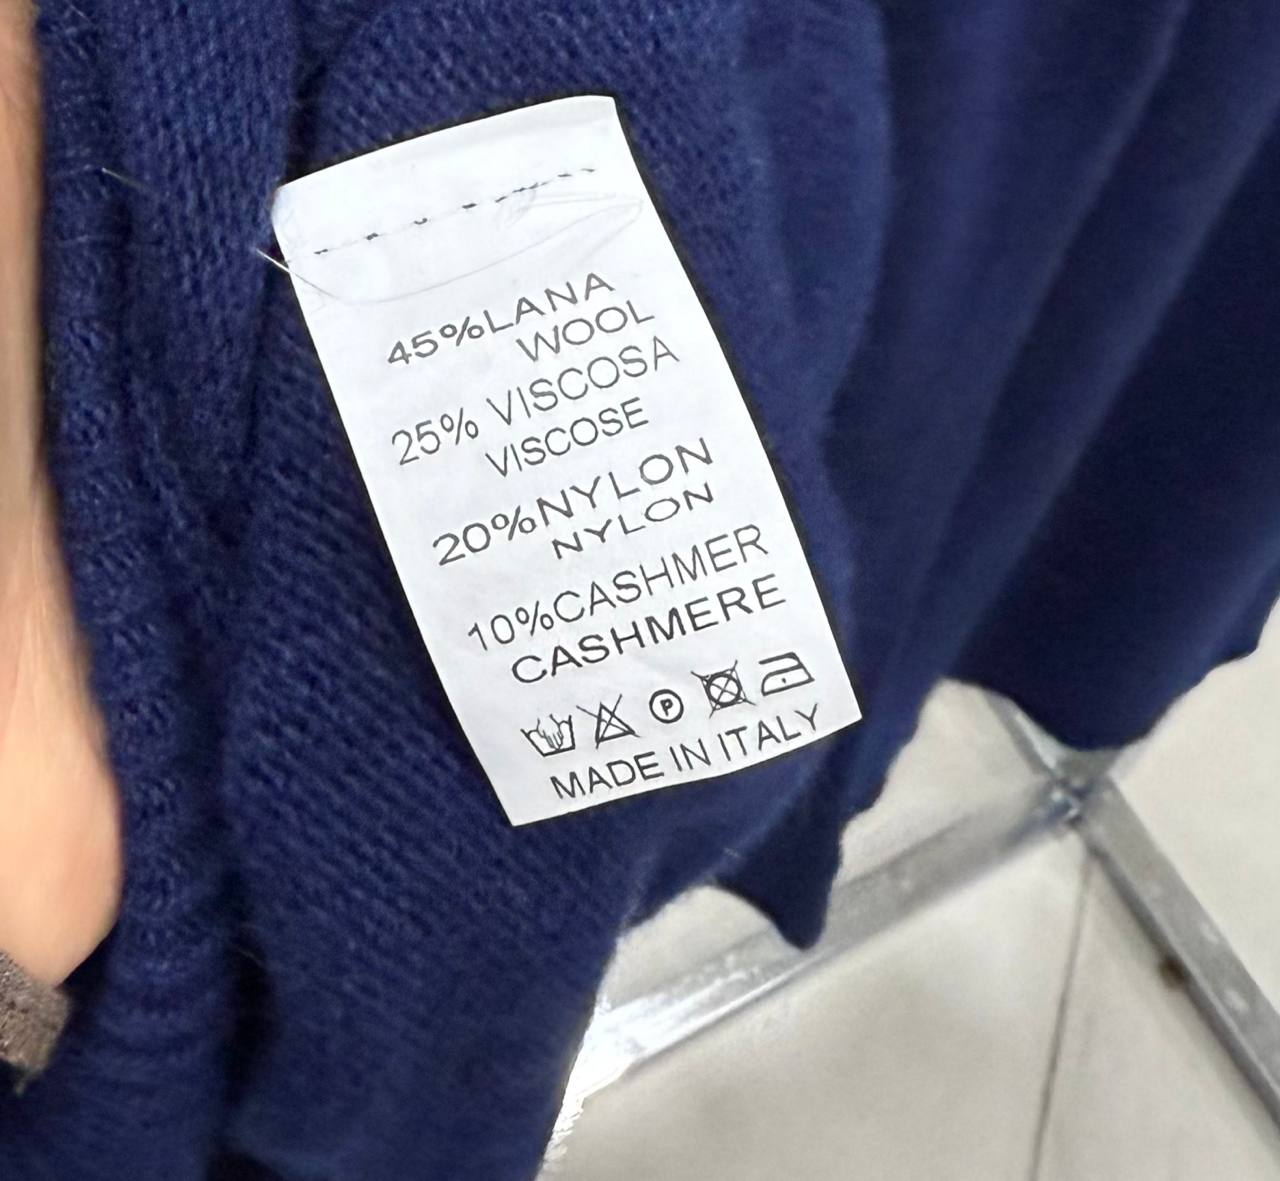 45%LANA
WOOL
25% VISCOSA
VISCOSE
20%NYLON
NYLON
10%CASHMER
CASHMERE
P
MADE IN ITALY